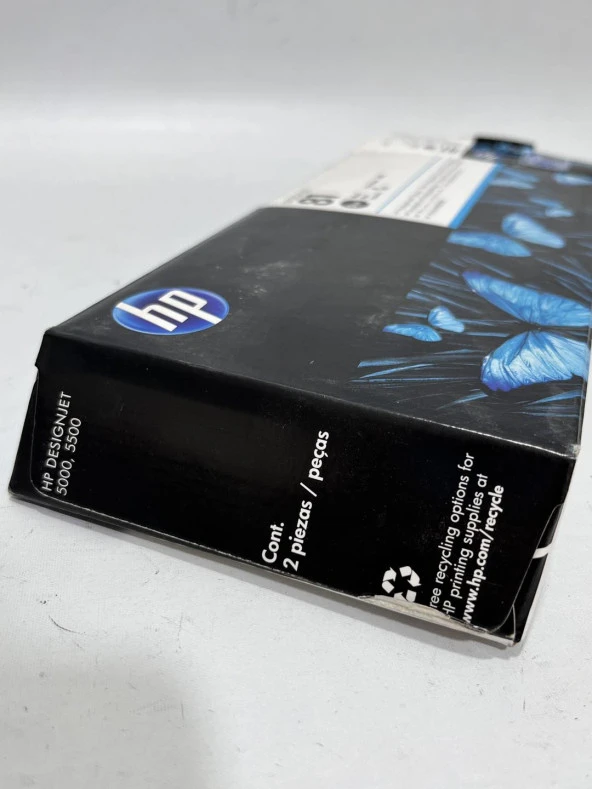 81
hp
HP DESIGNJET
5000, 5500
Cont.
2 piezas / peças
ree recycling options for
HP printing supplies at
www.hp.com/recycle